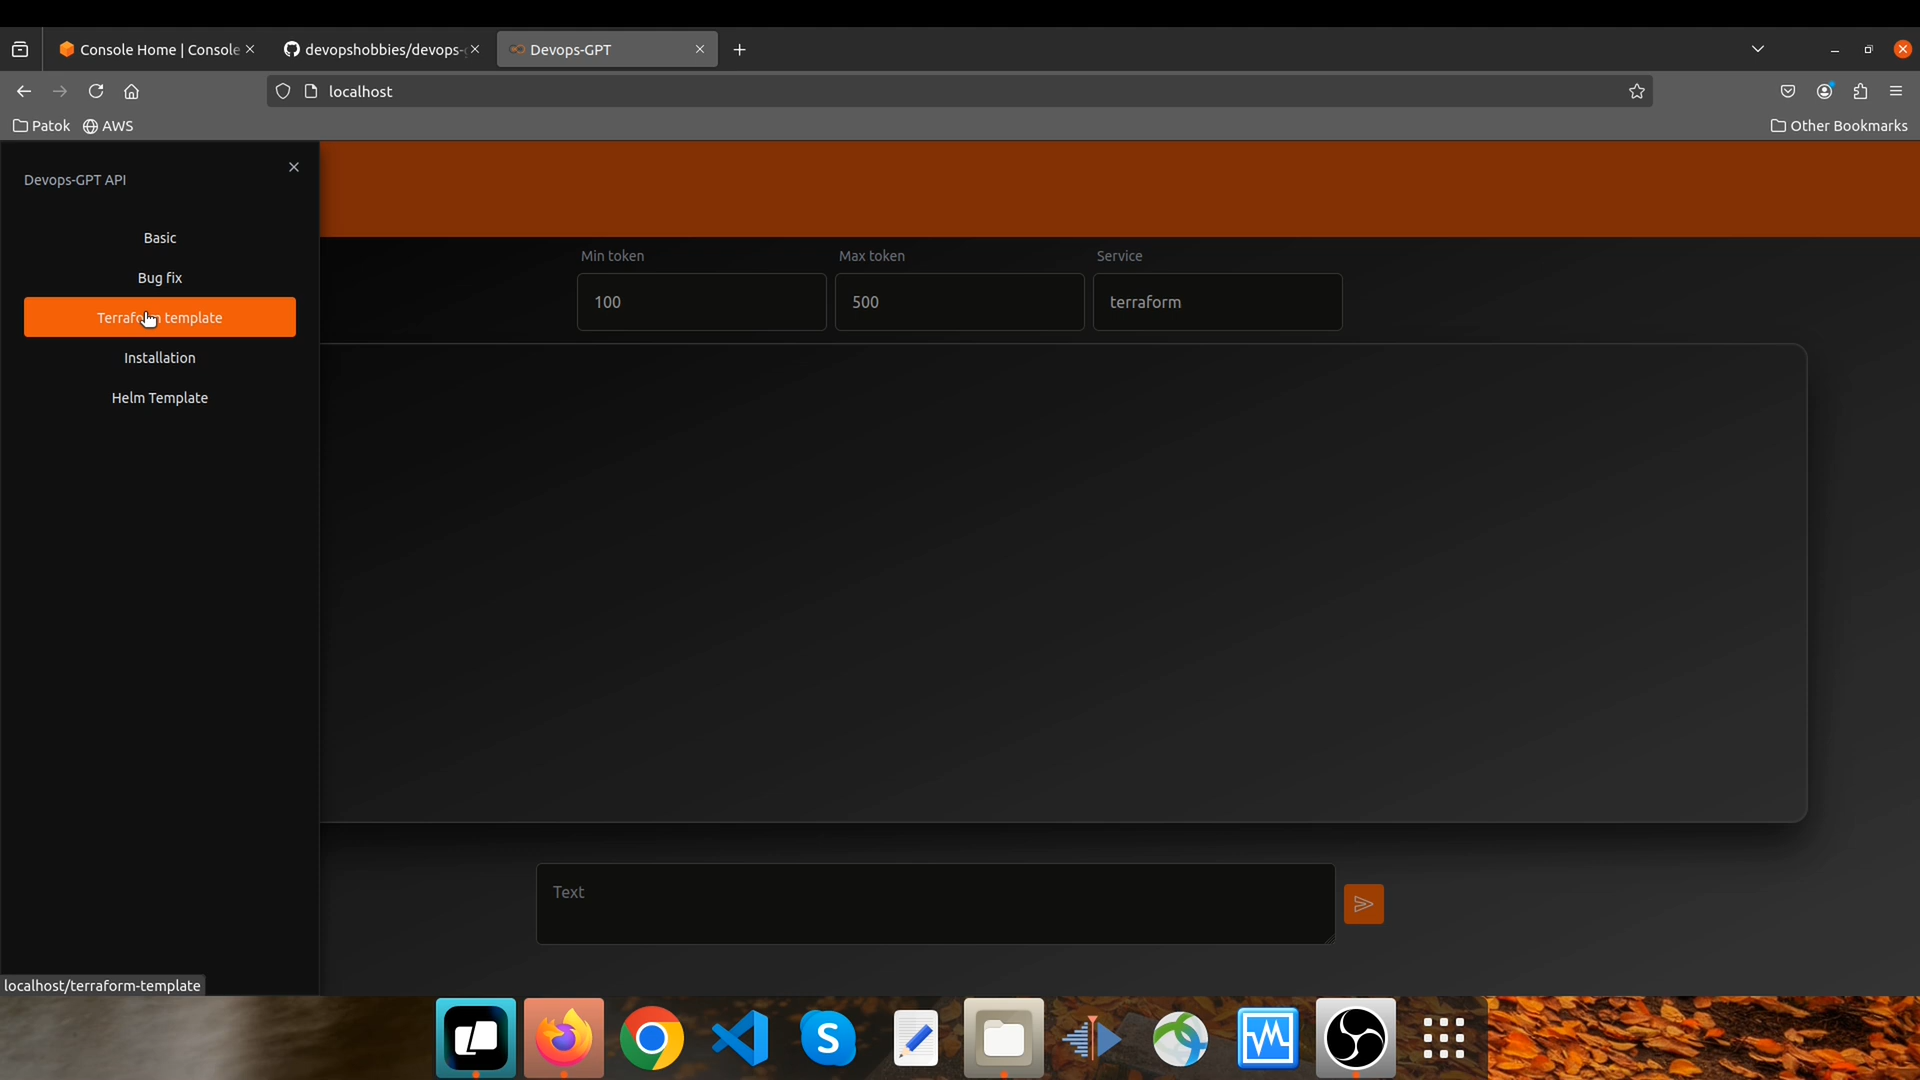 Console Home | Console
devopshobbies/devops-
Devops-GPT
localhost
Patok
AWS
Other Bookmarks
Devops-GPT API
Basic
Bug fix
Terraform template
Installation
Helm Template
Min token
Max token
Service
100
500
terraform
Text
localhost/terraform-template